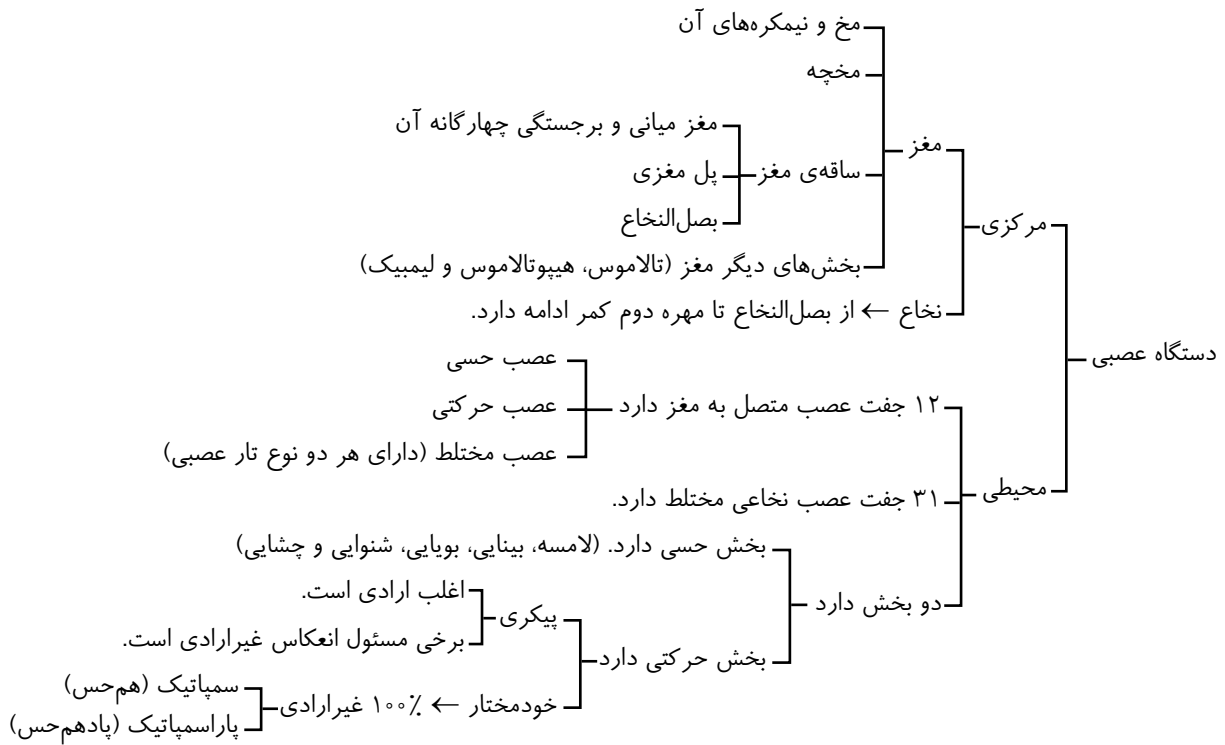 مخ و نیمکره‌های آن
مخچه
مغز میانی و برجستگی چهارگانه آن
مغز
ساقه‌ی مغز
پل مغزی
بصل‌النخاع
مرکزی
بخش‌های دیگر مغز (تالاموس، هیپوتالاموس و لیمبیک)
نخاع ← از بصل‌النخاع تا مهره دوم کمر ادامه دارد.
دستگاه عصبی
عصب حسی
۱۲ جفت عصب متصل به مغز دارد
عصب حرکتی
عصب مختلط (دارای هر دو نوع تار عصبی)
محیطی
۳۱ جفت عصب نخاعی مختلط دارد.
بخش حسی دارد. (لامسه، بینایی، بویایی، شنوایی و چشایی)
دو بخش دارد
اغلب ارادی است.
پیکری
برخی مسئول انعکاس غیرارادی است.
بخش حرکتی دارد
سمپاتیک (هم‌حس)
خودمختار ← ۱۰۰٪ غیرارادی
پاراسمپاتیک (پادهم‌حس)